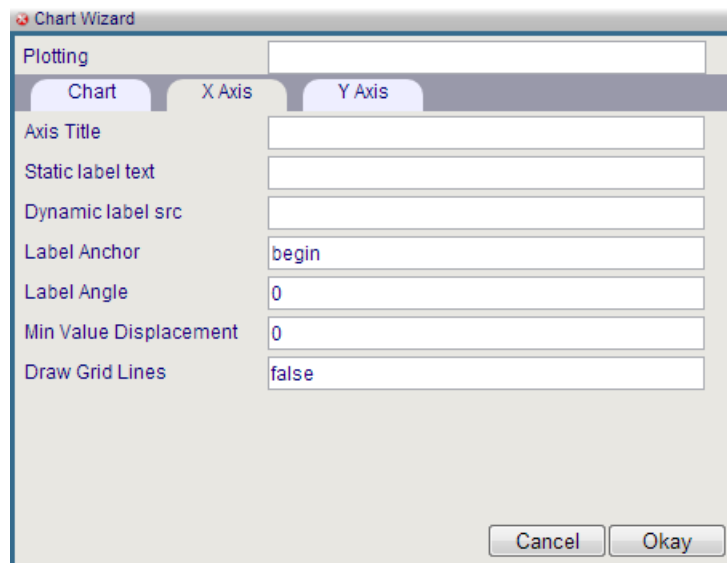 Chart Wizard
Plotting
Chart X Axis Y Axis
Axis Title
Static label text
Dynamic label src
Label Anchor begin
Label Angle 0
Min Value Displacement 0
Draw Grid Lines false
Cancel Okay